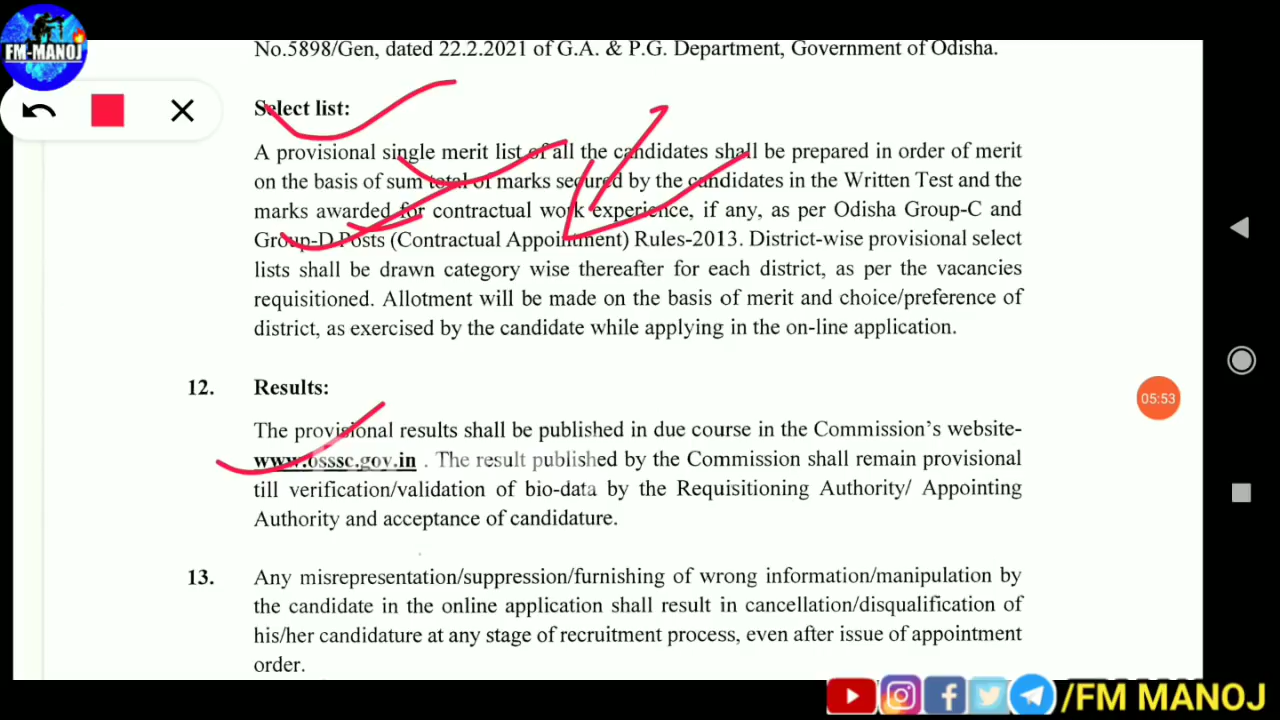 FM-MANOJ
No.5898/Gen, dated 22.2.2021 of G.A. & P.G. Department, Government of Odisha.
Select list:
A provisional single merit list of all the candidates shall be prepared in order of merit
on the basis of sum total of marks secured by the candidates in the Written Test and the
marks awarded for contractual work experience, if any, as per Odisha Group-C and
Group-D Posts (Contractual Appointment) Rules-2013. District-wise provisional select
lists shall be drawn category wise thereafter for each district, as per the vacancies
requisitioned. Allotment will be made on the basis of merit and choice/preference of
district, as exercised by the candidate while applying in the on-line application.
12. Results:
The provisional results shall be published in due course in the Commission's website-
www.osssc.gov.in . The result published by the Commission shall remain provisional
till verification/validation of bio-data by the Requisitioning Authority/ Appointing
Authority and acceptance of candidature.
05:53
13. Any misrepresentation/suppression/furnishing of wrong information/manipulation by
the candidate in the online application shall result in cancellation/disqualification of
his/her candidature at any stage of recruitment process, even after issue of appointment
order.
/FM MANOJ